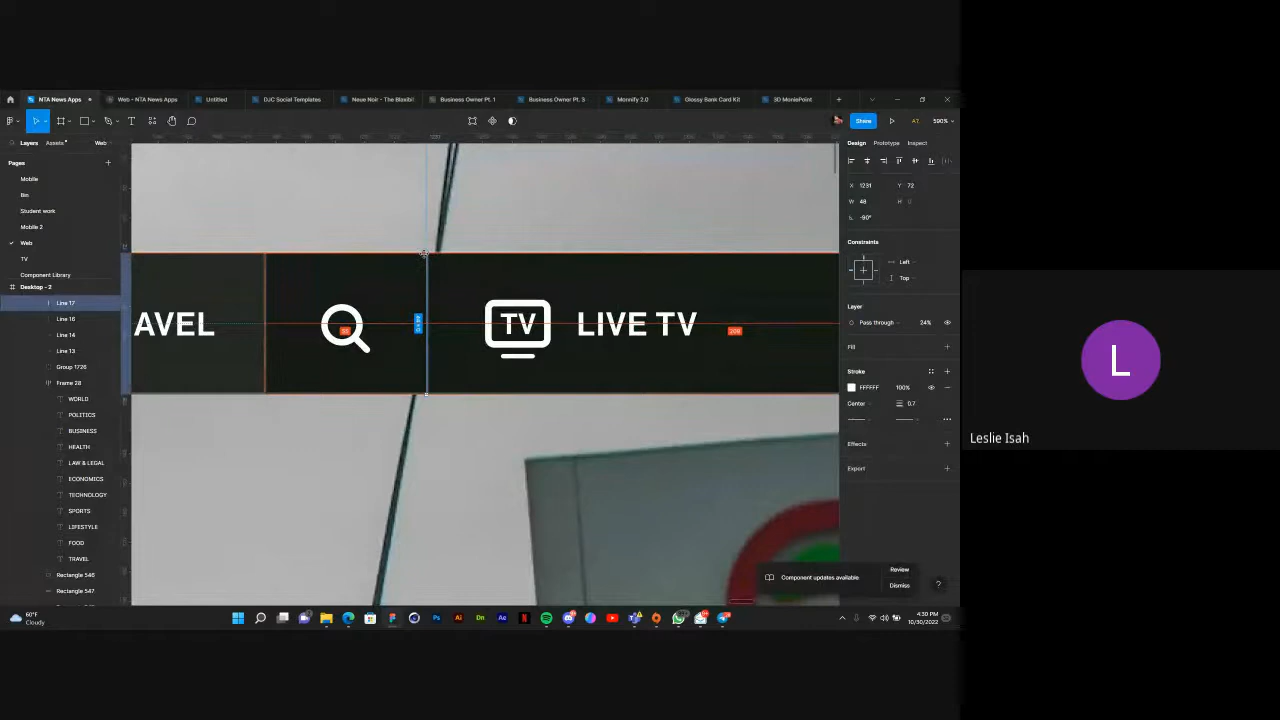 NTA News Apps
Web - NTA News Apps
Untitled
DJC Social Templates
Neue Noir - The Blaxibl
Business Owner Pt. 1
Business Owner Pt. 3
Monnify 2.0
Glossy Bank Card Kit
3D MoniePoint
Share
590%
Layers
Assets
Web
Design
Prototype
Inspect
Pages
Mobile
Bio
Student work
Mobile 2
Web
TV
Component Library
Desktop - 2
Line 17
Line 16
Line 14
Line 13
Group 1726
Frame 28
WORLD
POLITICS
BUSINESS
HEALTH
LAW & LEGAL
ECONOMICS
TECHNOLOGY
SPORTS
LIFESTYLE
FOOD
TRAVEL
Rectangle 546
Rectangle 547
AVEL
TV
LIVE TV
X 1231 Y 72
W 48 H 0
-90°
Constraints
Left
Top
Layer
Pass through 24%
Fill
Stroke
FFFFFF 100%
Center 0.7
Effects
Export
Component updates available
Review
Dismiss
60°F
Cloudy
4:30 PM
10/30/2022
L
Leslie Isah